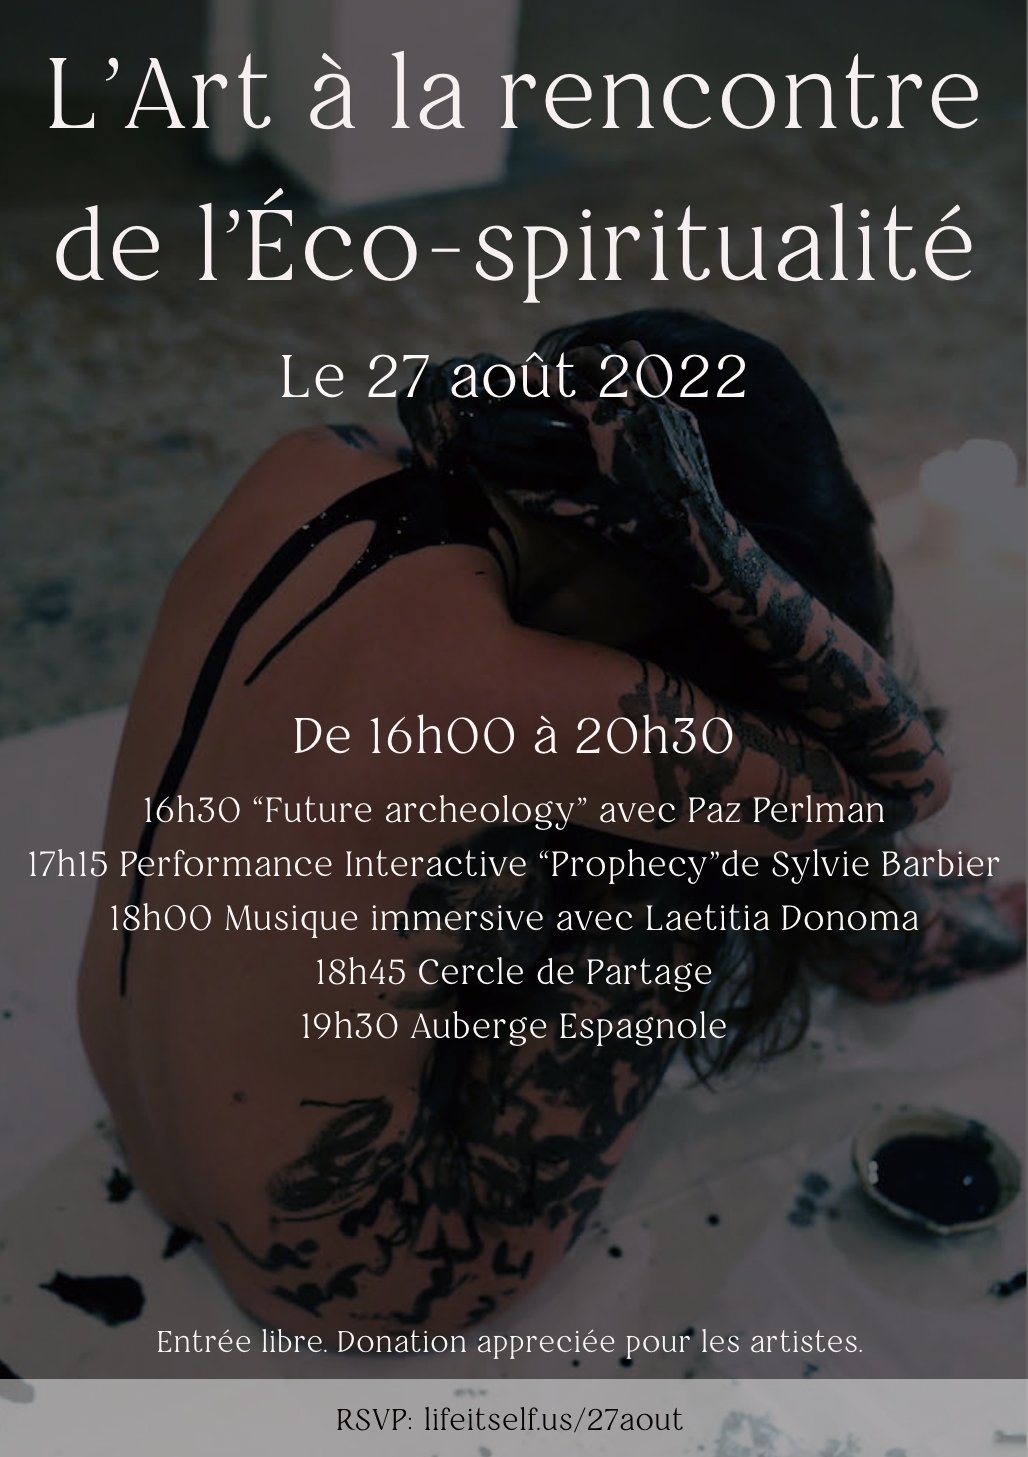 L’Art à la rencontre
de l’Éco-spiritualité
Le 27 août 2022
De 16h00 à 20h30
16h30 “Future archeology” avec Paz Perlman
17h15 Performance Interactive “Prophecy”de Sylvie Barbier
18h00 Musique immersive avec Laetitia Donoma
18h45 Cercle de Partage
19h30 Auberge Espagnole
Entrée libre. Donation appreciée pour les artistes.
RSVP: lifeitself.us/27aout